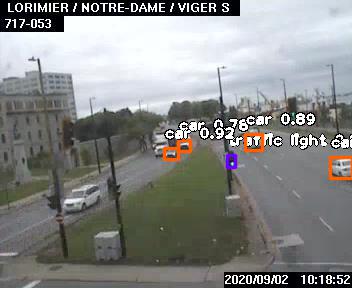 LORIMIER / NOTRE-DAME / VIGER S
717-053
car 0.92
car 0.78
car 0.89
traffic light
2020/09/02 10:18:52